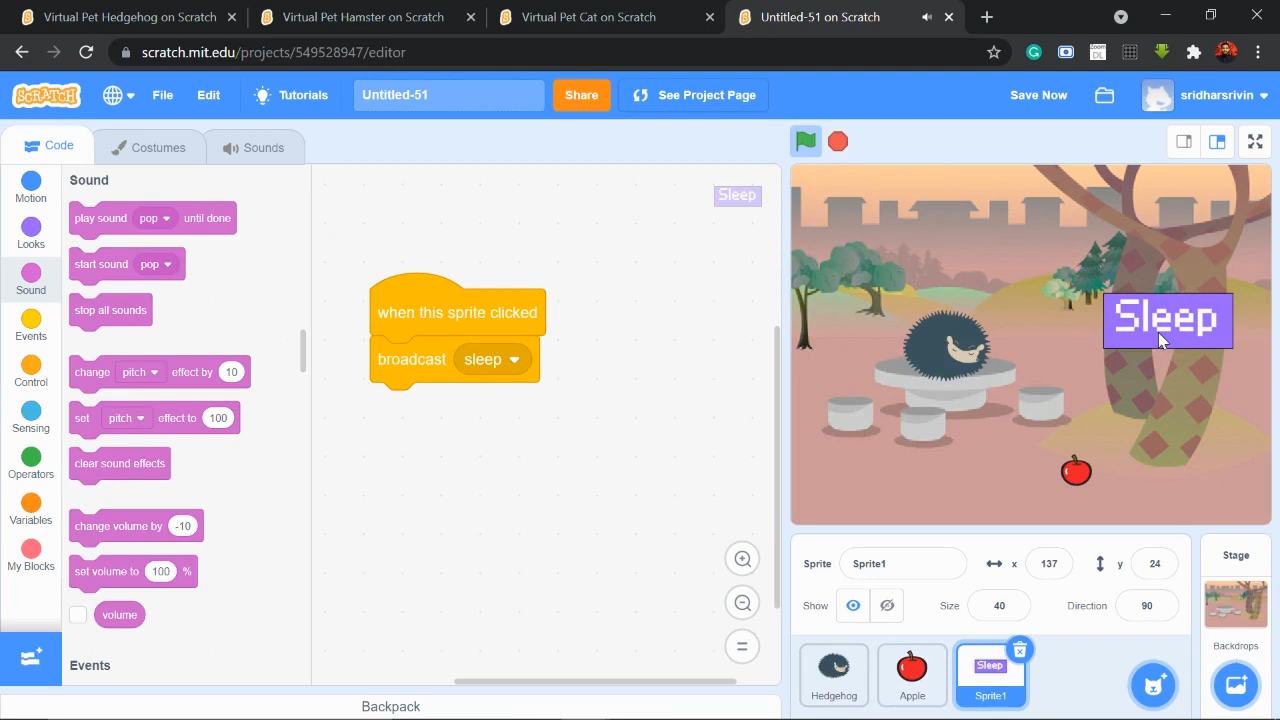 Virtual Pet Hedgehog on Scratch
Virtual Pet Hamster on Scratch
Virtual Pet Cat on Scratch
Untitled-51 on Scratch
scratch.mit.edu/projects/549528947/editor
Zoom
DL
SCRATCH
File
Edit
Tutorials
Untitled-51
Share
See Project Page
Save Now
sridharsrivin
Code
Costumes
Sounds
Motion
Looks
Sound
Events
Control
Sensing
Operators
Variables
My Blocks
Sound
play sound pop until done
start sound pop
stop all sounds
change pitch effect by 10
set pitch effect to 100
clear sound effects
change volume by -10
set volume to 100 %
volume
Events
Sleep
when this sprite clicked
broadcast sleep
Backpack
Sleep
Sprite Sprite1 x 137 y 24
Show Size 40 Direction 90
Hedgehog
Apple
Sleep
Sprite1
Stage
Backdrops